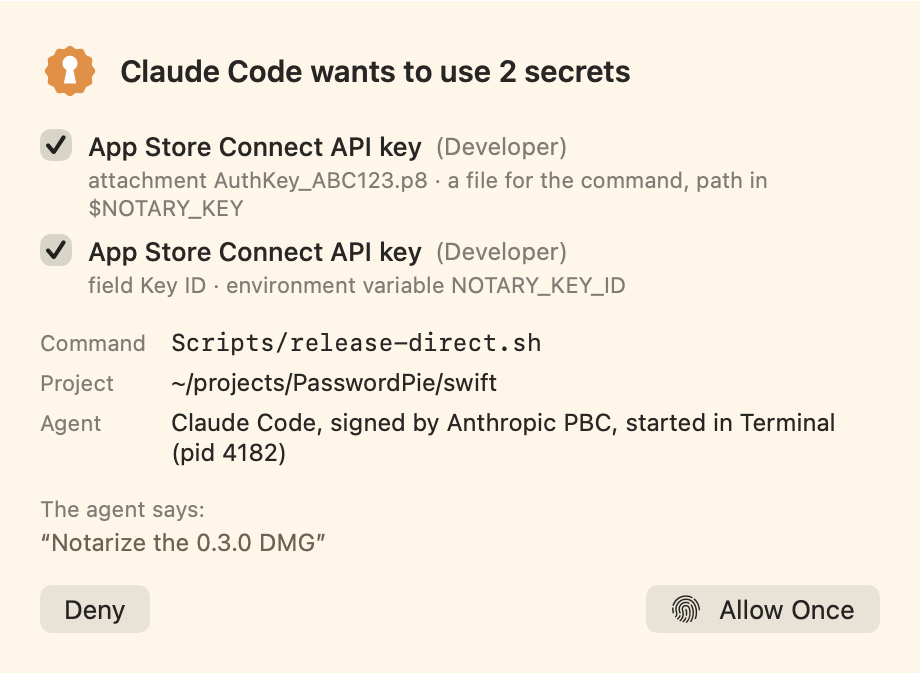 Claude Code wants to use 2 secrets
App Store Connect API key (Developer)
attachment AuthKey_ABC123.p8 · a file for the command, path in
$NOTARY_KEY
App Store Connect API key (Developer)
field Key ID · environment variable NOTARY_KEY_ID
Command Scripts/release-direct.sh
Project ~/projects/PasswordPie/swift
Agent Claude Code, signed by Anthropic PBC, started in Terminal
(pid 4182)
The agent says:
“Notarize the 0.3.0 DMG”
Deny Allow Once